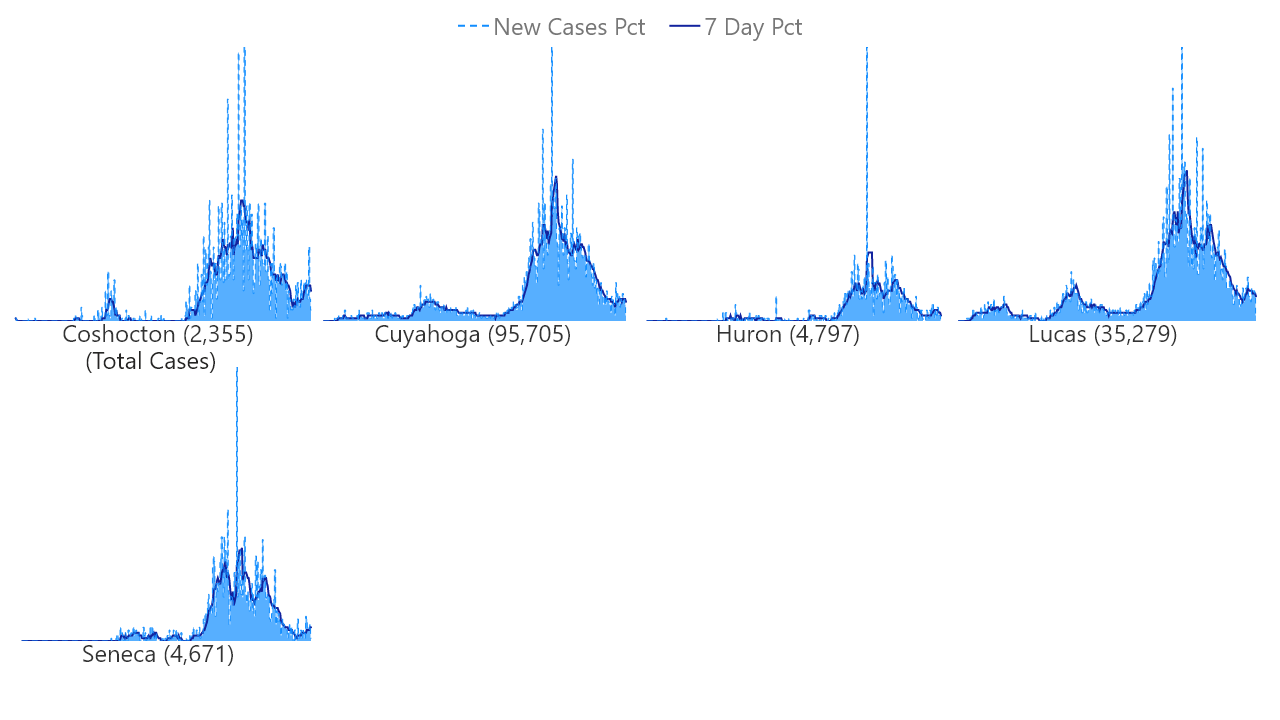 New Cases Pct 7 Day Pct
Coshocton (2,355) Cuyahoga (95,705) Huron (4,797) Lucas (35,279)
(Total Cases)
Seneca (4,671)